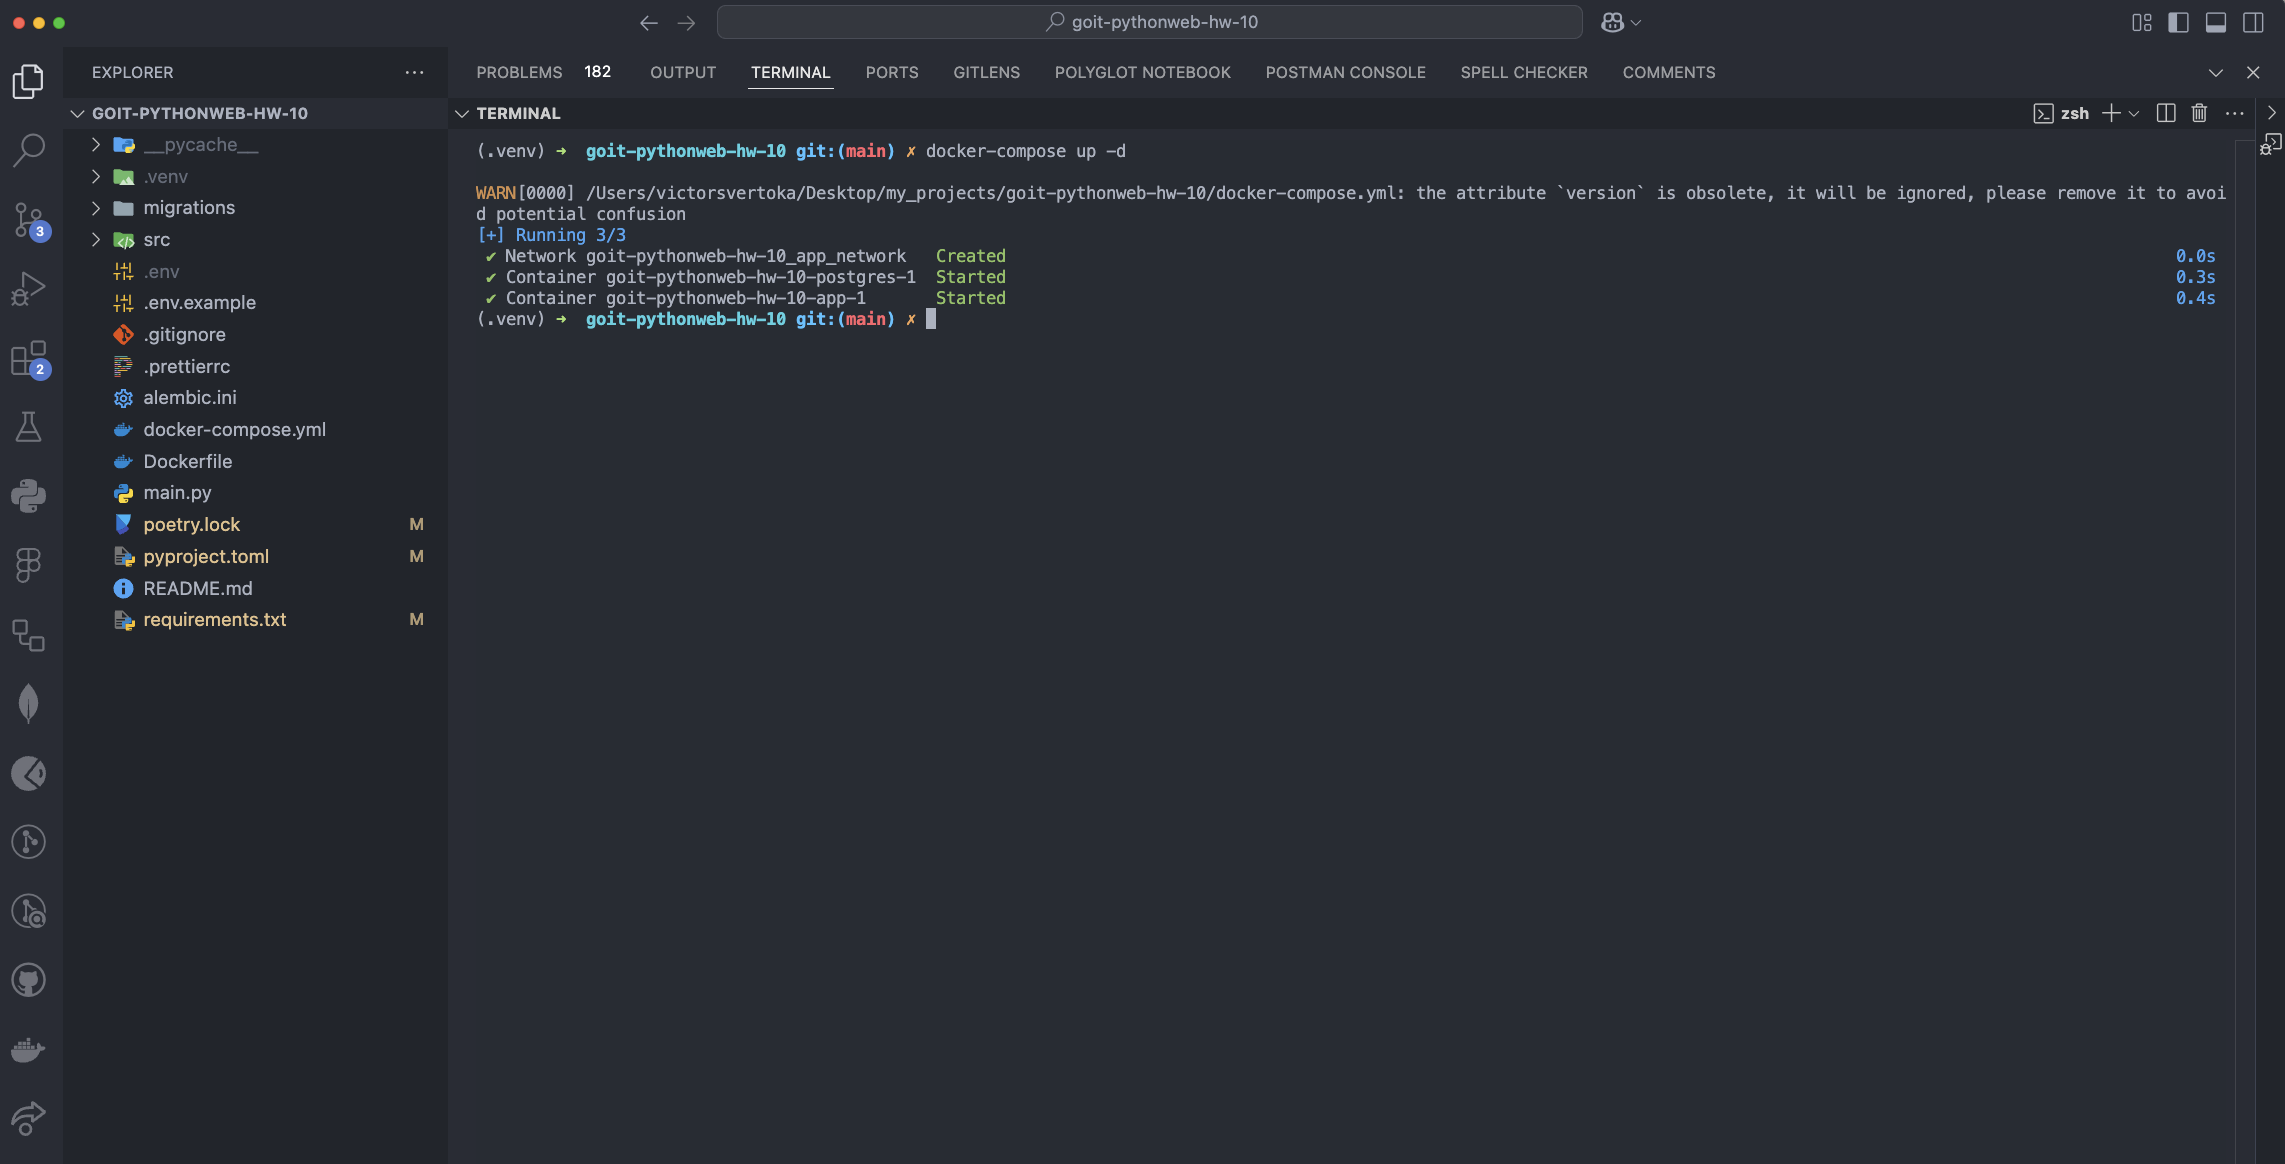 goit-pythonweb-hw-10
EXPLORER
PROBLEMS 182 OUTPUT TERMINAL PORTS GITLENS POLYGLOT NOTEBOOK POSTMAN CONSOLE SPELL CHECKER COMMENTS
GOIT-PYTHONWEB-HW-10
__pycache__
.venv
migrations
src
.env
.env.example
.gitignore
.prettierrc
alembic.ini
docker-compose.yml
Dockerfile
main.py
poetry.lock M
pyproject.toml M
README.md
requirements.txt M
3
2
TERMINAL
zsh
(.venv) ➜ goit-pythonweb-hw-10 git:(main) ✗ docker-compose up -d
WARN[0000] /Users/victorsvertoka/Desktop/my_projects/goit-pythonweb-hw-10/docker-compose.yml: the attribute `version` is obsolete, it will be ignored, please remove it to avoi
d potential confusion
[+] Running 3/3
✔ Network goit-pythonweb-hw-10_app_network Created 0.0s
✔ Container goit-pythonweb-hw-10-postgres-1 Started 0.3s
✔ Container goit-pythonweb-hw-10-app-1 Started 0.4s
(.venv) ➜ goit-pythonweb-hw-10 git:(main) ✗